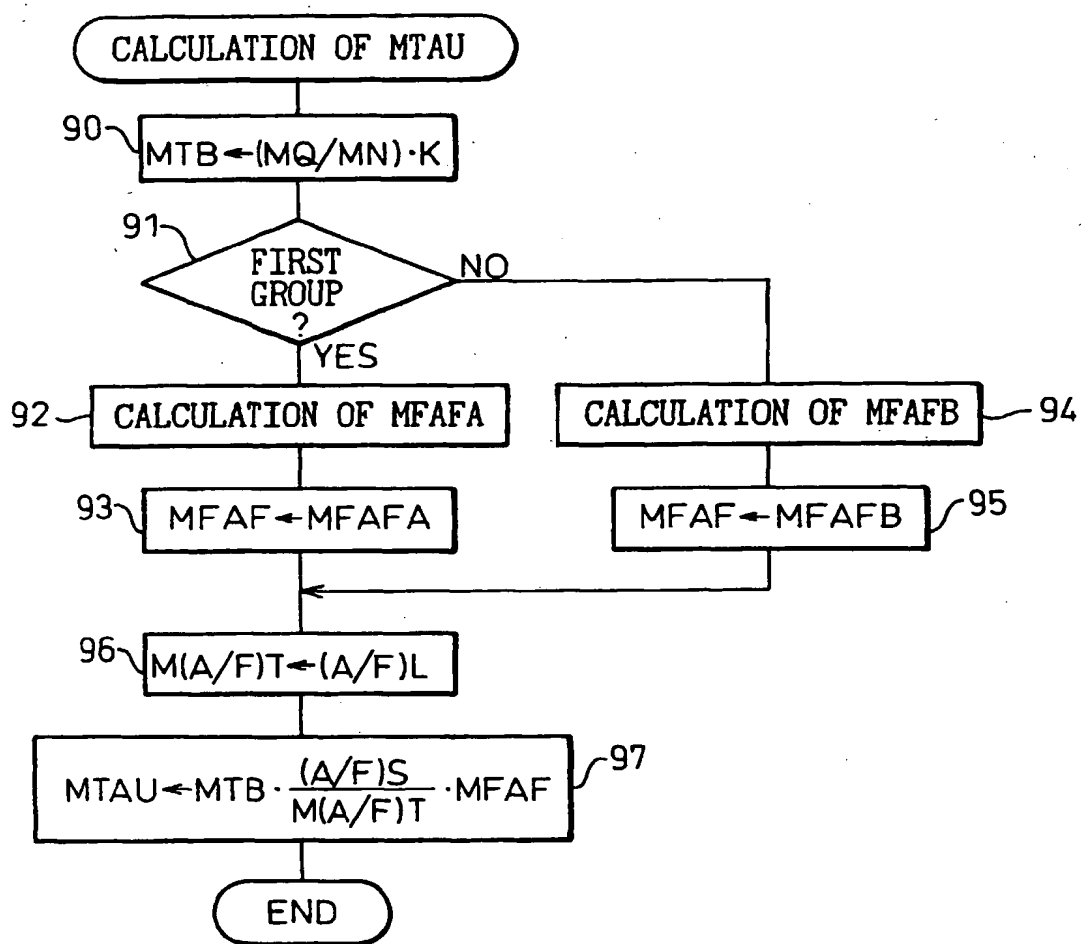 CALCULATION OF MTAU
90
MTB←(MQ/MN)·K
91
FIRST
GROUP
?
NO
YES
92
CALCULATION OF MFAFA
CALCULATION OF MFAFB
94
93
MFAF←MFAFA
MFAF←MFAFB
95
96
M(A/F)T←(A/F)L
97
MTAU←MTB·(A/F)S/M(A/F)T·MFAF
END